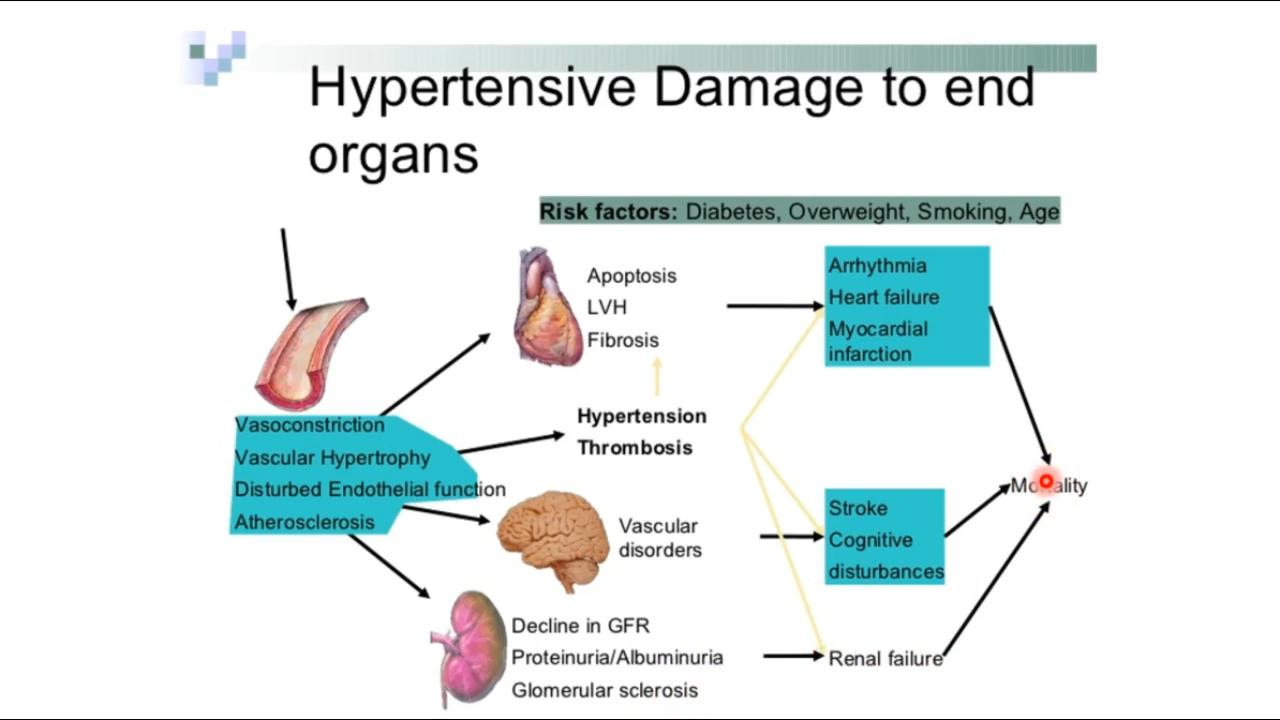 Hypertensive Damage to end
organs
Risk factors: Diabetes, Overweight, Smoking, Age
Apoptosis
LVH
Fibrosis
Arrhythmia
Heart failure
Myocardial
infarction
Vasoconstriction
Vascular Hypertrophy
Disturbed Endothelial function
Atherosclerosis
Hypertension
Thrombosis
Vascular
disorders
Stroke
Cognitive
disturbances
Mortality
Decline in GFR
Proteinuria/Albuminuria
Glomerular sclerosis
Renal failure